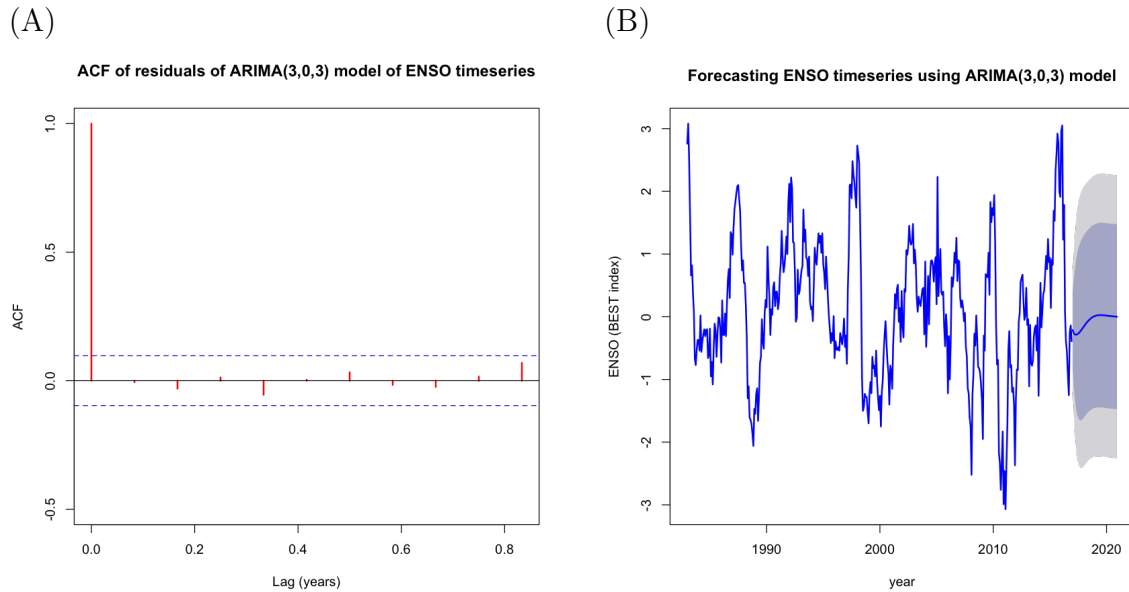 (A)
ACF of residuals of ARIMA(3,0,3) model of ENSO timeseries
ACF
1.0
0.5
0.0
-0.5
0.0 0.2 0.4 0.6 0.8
Lag (years)
(B)
Forecasting ENSO timeseries using ARIMA(3,0,3) model
ENSO (BEST index)
3
2
1
0
-1
-2
-3
1990 2000 2010 2020
year